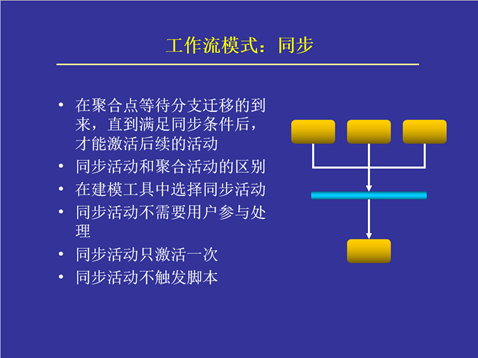 工作流模式：同步
• 在聚合点等待分支迁移的到
来，直到满足同步条件后，
才能激活后续的活动
• 同步活动和聚合活动的区别
• 在建模工具中选择同步活动
• 同步活动不需要用户参与处
理
• 同步活动只激活一次
• 同步活动不触发脚本